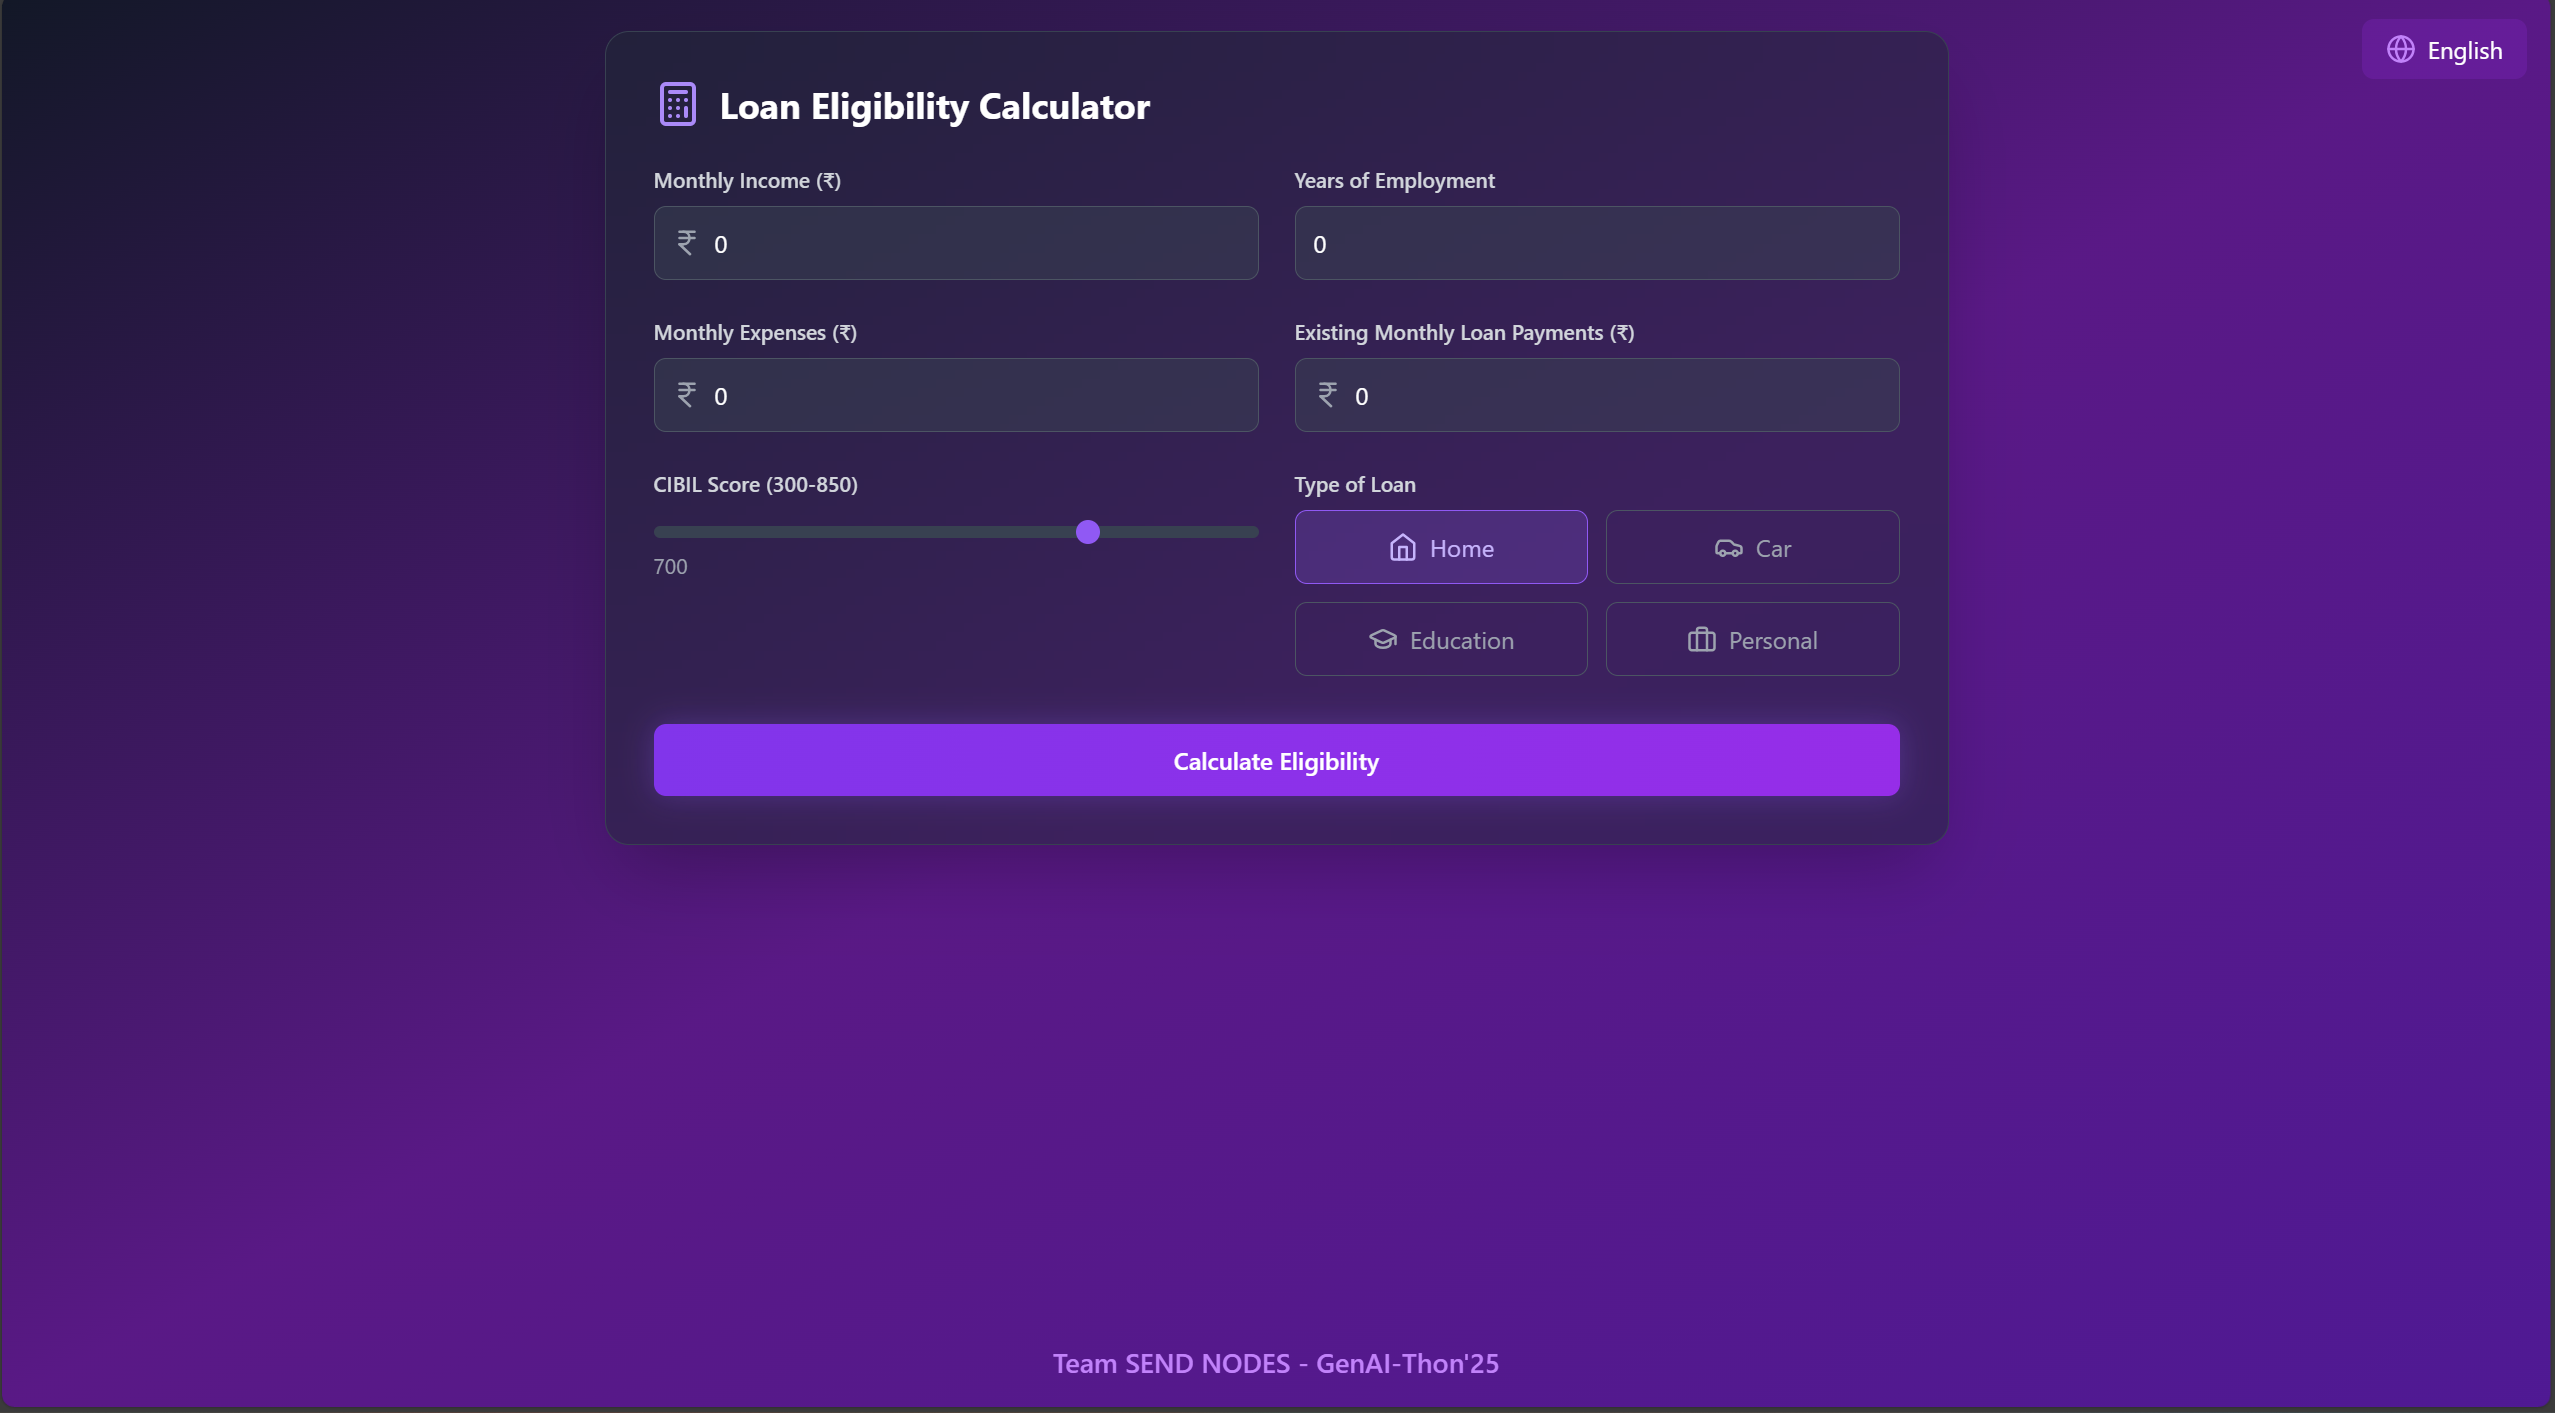 English
Loan Eligibility Calculator
Monthly Income (₹)
₹ 0
Years of Employment
0
Monthly Expenses (₹)
₹ 0
Existing Monthly Loan Payments (₹)
₹ 0
CIBIL Score (300-850)
700
Type of Loan
Home
Car
Education
Personal
Calculate Eligibility
Team SEND NODES - GenAI-Thon'25